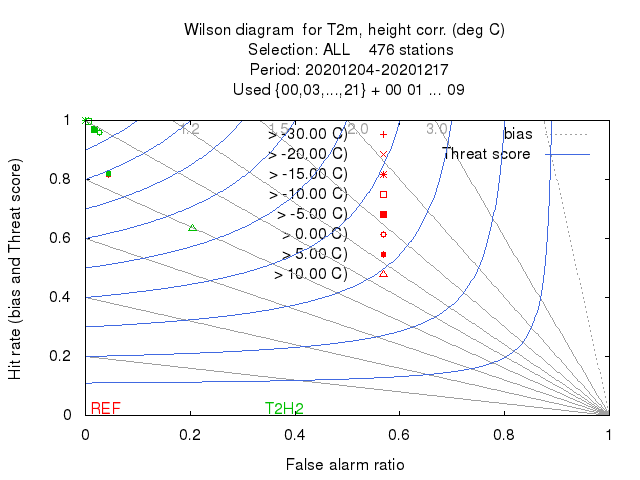 Wilson diagram  for T2m, height corr. (deg C)
Selection: ALL    476 stations
Period: 20201204-20201217
Used {00,03,...,21} + 00 01 ... 09
Hit rate (bias and Threat score)
1
0.8
0.6
0.4
0.2
0
1.2
1.5
2.0
3.0
> -30.00 C)
> -20.00 C)
> -15.00 C)
> -10.00 C)
> -5.00 C)
> 0.00 C)
> 5.00 C)
> 10.00 C)
bias
Threat score
REF
T2H2
0
0.2
0.4
0.6
0.8
1
False alarm ratio